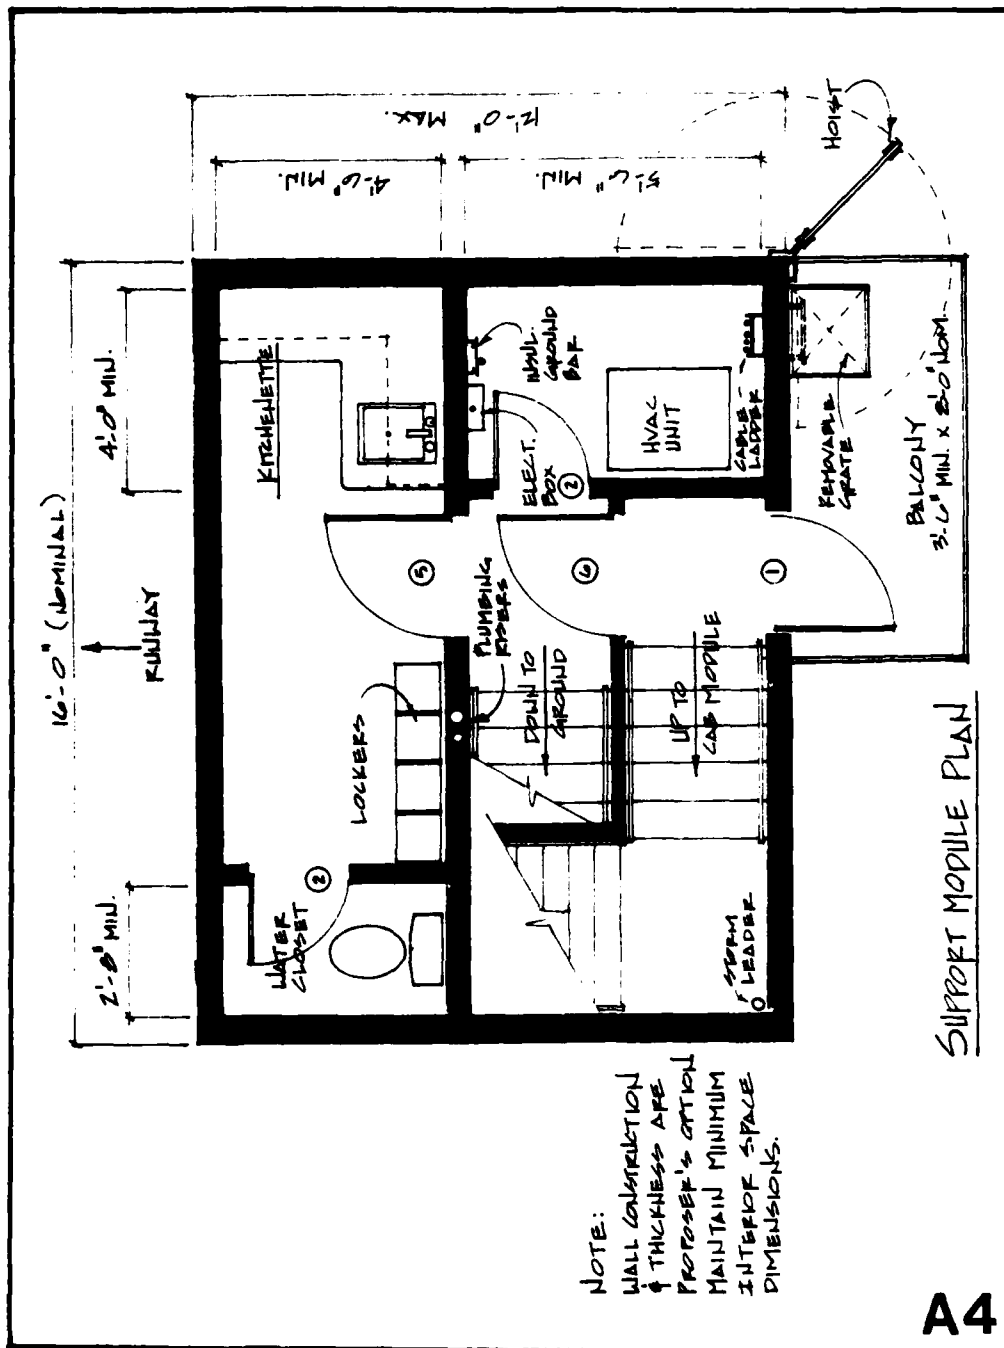 16'-0" (NOMINAL)
4'-0" MIN.
2'-8" MIN.
RUNWAY
12'-0" MAX.
4'-6" MIN.
5'-6" MIN.
HOIST
KITCHENETTE
INSUL.
GROUND
BAR
ELECT.
BOX
2
HVAC
UNIT
CABLE
LADDER
REMOVABLE
GRATE
BALCONY
3'-6" MIN. x 8'-0" NOM.
5
6
1
PLUMBING
RISERS
LOCKERS
DOWN TO
GROUND
UP TO
CAB MODULE
2
WATER
CLOSET
STORM
LEADER
NOTE:
WALL CONSTRUCTION
& THICKNESS ARE
PROPOSER'S OPTION
MAINTAIN MINIMUM
INTERIOR SPACE
DIMENSIONS.
SUPPORT MODULE PLAN
A4